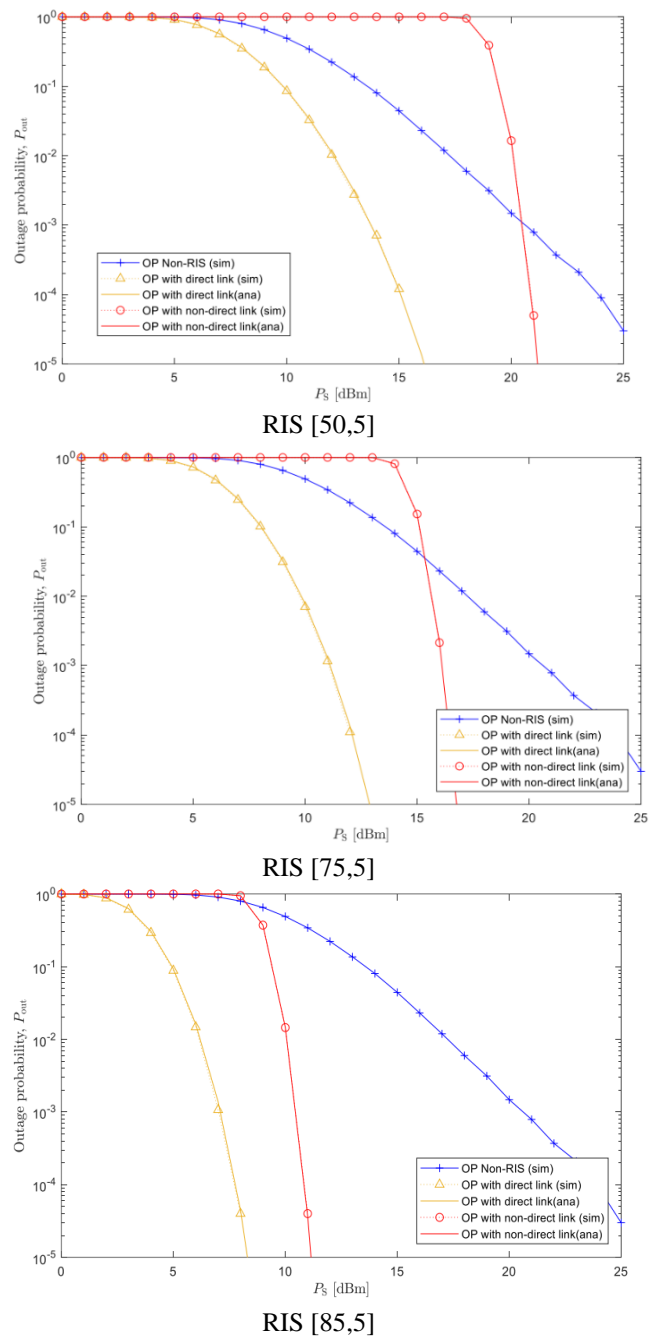 10^0
10^-1
10^-2
10^-3
10^-4
10^-5
Outage probability, P_out
OP Non-RIS (sim)
OP with direct link (sim)
OP with direct link(ana)
OP with non-direct link (sim)
OP with non-direct link(ana)
0 5 10 15 20 25
P_S [dBm]
RIS [50,5]
10^0
10^-1
10^-2
10^-3
10^-4
10^-5
Outage probability, P_out
OP Non-RIS (sim)
OP with direct link (sim)
OP with direct link(ana)
OP with non-direct link (sim)
OP with non-direct link(ana)
0 5 10 15 20 25
P_S [dBm]
RIS [75,5]
10^0
10^-1
10^-2
10^-3
10^-4
10^-5
Outage probability, P_out
OP Non-RIS (sim)
OP with direct link (sim)
OP with direct link(ana)
OP with non-direct link (sim)
OP with non-direct link(ana)
0 5 10 15 20 25
P_S [dBm]
RIS [85,5]